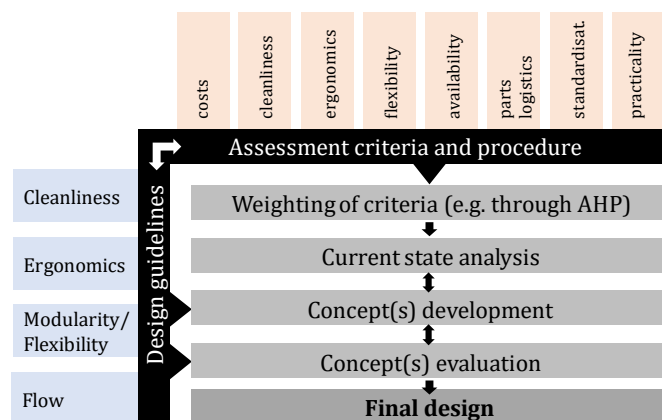 costs
cleanliness
ergonomics
flexibility
availability
parts
logistics
standardisat.
practicality
Assessment criteria and procedure
Design guidelines
Cleanliness
Ergonomics
Modularity/
Flexibility
Flow
Weighting of criteria (e.g. through AHP)
Current state analysis
Concept(s) development
Concept(s) evaluation
Final design